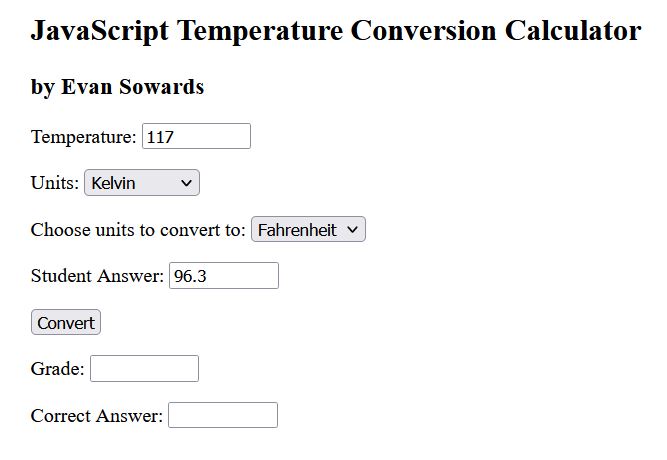 JavaScript Temperature Conversion Calculator
by Evan Sowards
Temperature: 117
Units: Kelvin
Choose units to convert to: Fahrenheit
Student Answer: 96.3
Convert
Grade:
Correct Answer: